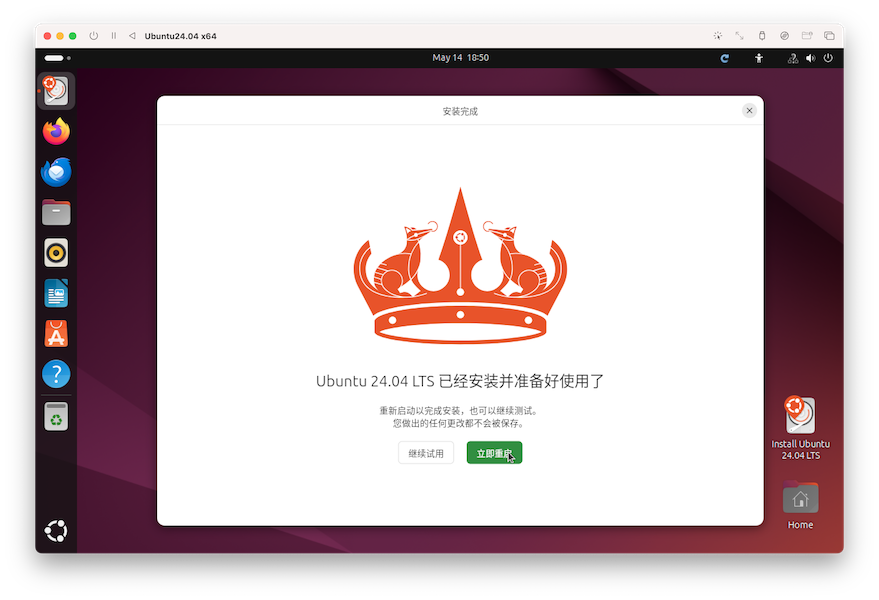 Ubuntu24.04 x64
May 14 18:50
安装完成
Ubuntu 24.04 LTS 已经安装并准备好使用了
重新启动以完成安装，也可以继续测试。
您做出的任何更改都不会被保存。
继续试用
立即重启
Install Ubuntu
24.04 LTS
Home